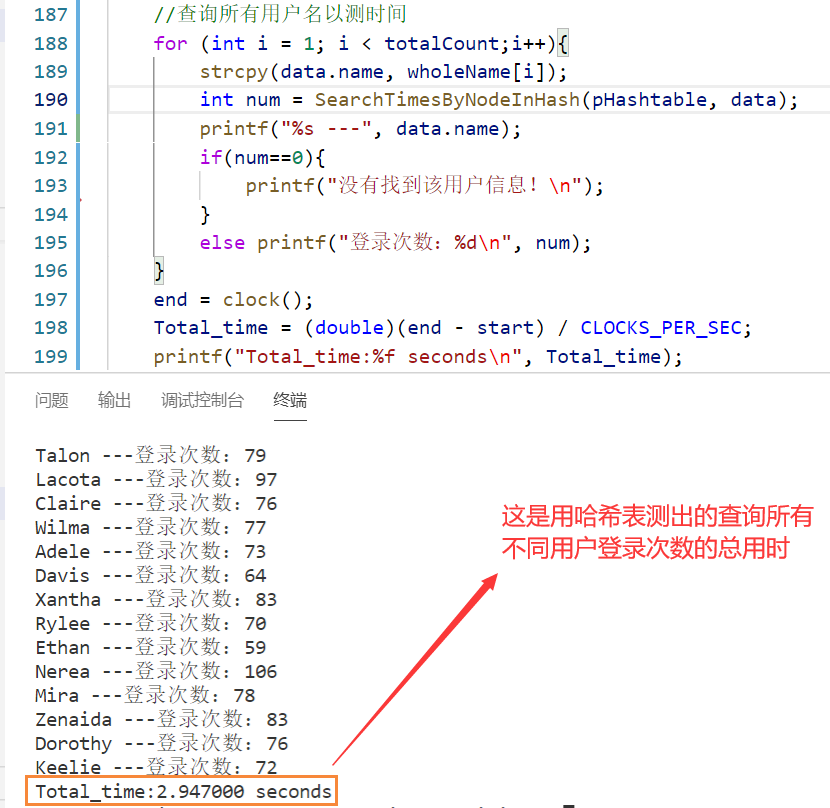 187 //查询所有用户名以测时间
188 for (int i = 1; i < totalCount;i++){
189 strcpy(data.name, wholeName[i]);
190 int num = SearchTimesByNodeInHash(pHashtable, data);
191 printf("%s ---", data.name);
192 if(num==0){
193 printf("没有找到该用户信息！\n");
194 }
195 else printf("登录次数：%d\n", num);
196 }
197 end = clock();
198 Total_time = (double)(end - start) / CLOCKS_PER_SEC;
199 printf("Total_time:%f seconds\n", Total_time);
问题 输出 调试控制台 终端
Talon ---登录次数：79
Lacota ---登录次数：97
Claire ---登录次数：76
Wilma ---登录次数：77
Adele ---登录次数：73
Davis ---登录次数：64
Xantha ---登录次数：83
Rylee ---登录次数：70
Ethan ---登录次数：59
Nerea ---登录次数：106
Mira ---登录次数：78
Zenaida ---登录次数：83
Dorothy ---登录次数：76
Keelie ---登录次数：72
Total_time:2.947000 seconds
这是用哈希表测出的查询所有
不同用户登录次数的总用时